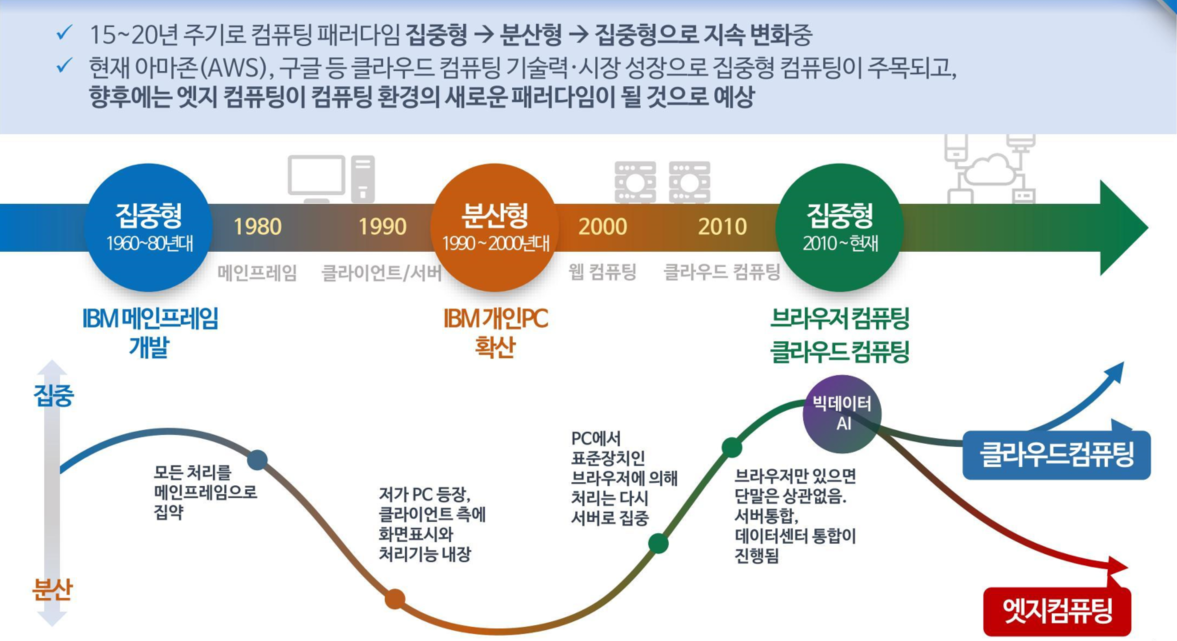 ✓ 15~20년 주기로 컴퓨팅 패러다임 집중형 → 분산형 → 집중형으로 지속 변화중
✓ 현재 아마존(AWS), 구글 등 클라우드 컴퓨팅 기술력·시장 성장으로 집중형 컴퓨팅이 주목되고,
향후에는 엣지 컴퓨팅이 컴퓨팅 환경의 새로운 패러다임이 될 것으로 예상
집중형
1960~80년대
1980
1990
분산형
1990~2000년대
2000
2010
집중형
2010~현재
메인프레임
클라이언트/서버
웹 컴퓨팅
클라우드 컴퓨팅
IBM 메인프레임
개발
IBM 개인PC
확산
브라우저 컴퓨팅
클라우드 컴퓨팅
집중
분산
모든 처리를
메인프레임으로
집약
저가 PC 등장,
클라이언트 측에
화면표시와
처리기능 내장
PC에서
표준장치인
브라우저에 의해
처리는 다시
서버로 집중
빅데이터
AI
브라우저만 있으면
단말은 상관없음.
서버통합,
데이터센터 통합이
진행됨
클라우드컴퓨팅
엣지컴퓨팅